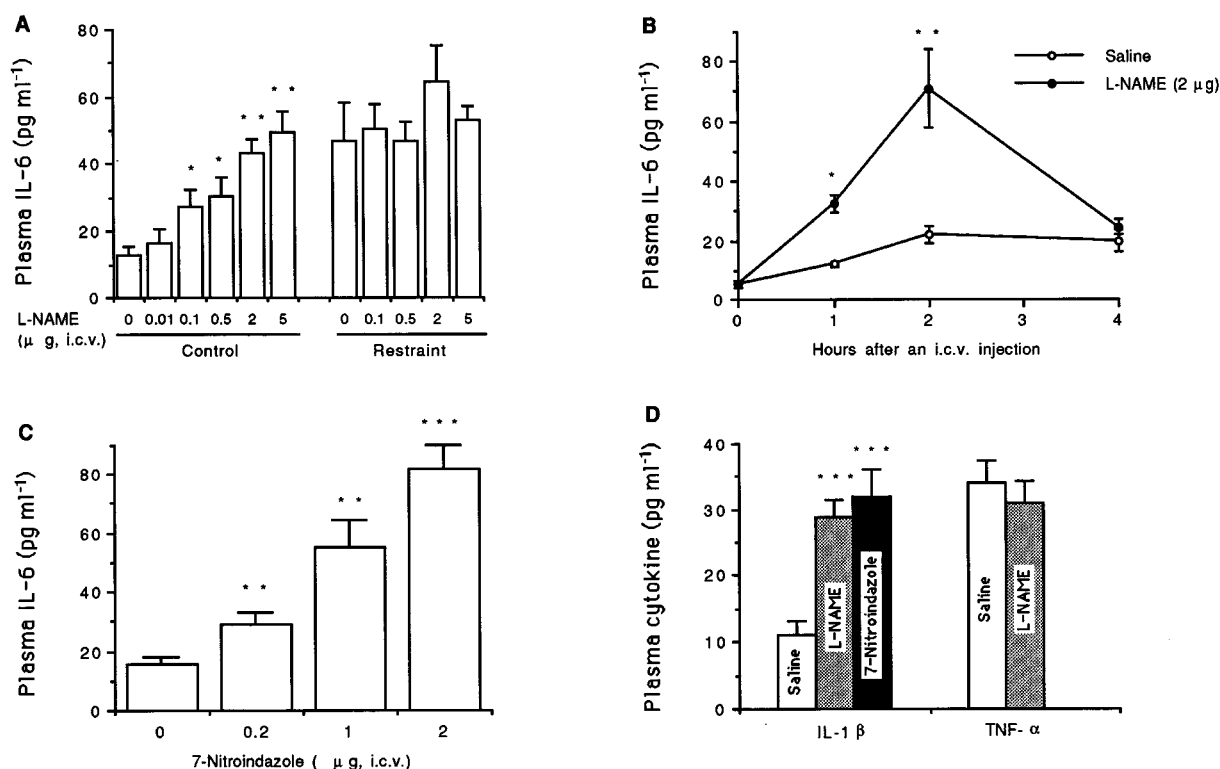 A
Plasma IL-6 (pg ml⁻¹)
80
60
40
20
0
* * * * * *
L-NAME 0 0.01 0.1 0.5 2 5 0 0.1 0.5 2 5
(μ g, i.c.v.)
Control Restraint
B
Plasma IL-6 (pg ml⁻¹)
80
60
40
20
0
* * *
Saline
L-NAME (2 μg)
0 1 2 3 4
Hours after an i.c.v. injection
C
Plasma IL-6 (pg ml⁻¹)
80
60
40
20
0
* * * * * * *
0 0.2 1 2
7-Nitroindazole ( μ g, i.c.v.)
D
Plasma cytokine (pg ml⁻¹)
40
30
20
10
0
* * * * * *
Saline
L-NAME
7-Nitroindazole
Saline
L-NAME
IL-1 β TNF- α